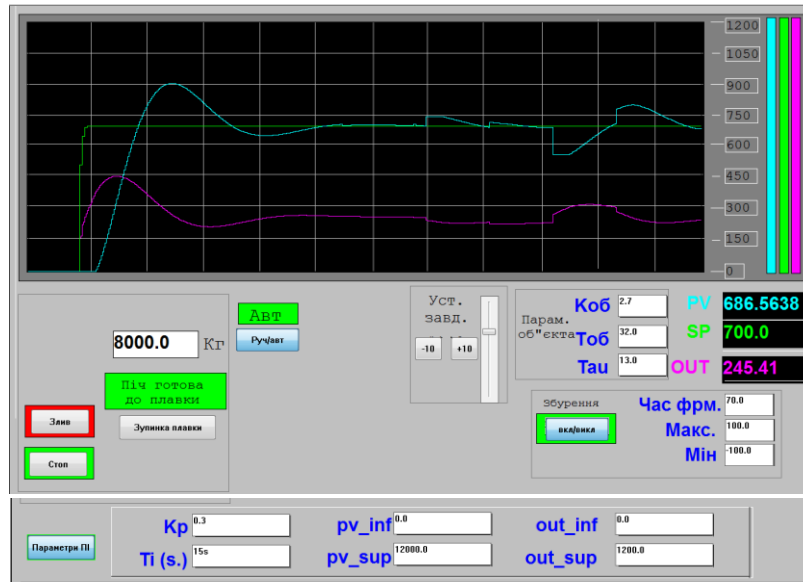 1200
1050
900
750
600
450
300
150
0
8000.0 Кг
Авт
Руч/авт
Піч готова
до плавки
Злив
Зупинка плавки
Стоп
Уст.
завд.
-10 +10
Парам.
об"єкта
Коб 2.7
Тоб 32.0
Tau 13.0
PV 686.5638
SP 700.0
OUT 245.41
Збурення
вкл/викл
Час фрм. 70.0
Макс. 100.0
Мін -100.0
Параметри ПІ
Kp 0.3
Ti (s.) 15s
pv_inf 0.0
pv_sup 12000.0
out_inf 0.0
out_sup 1200.0